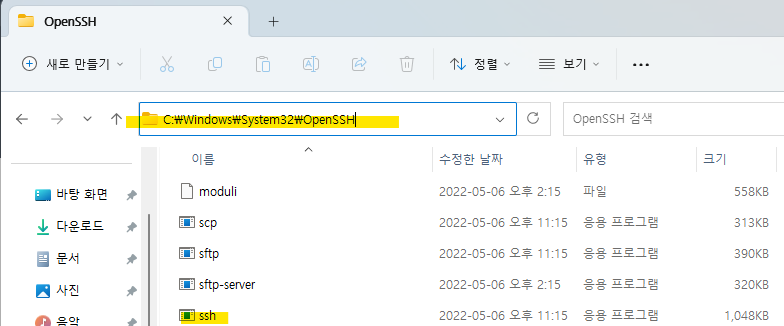 OpenSSH
새로 만들기 정렬 보기
C:₩Windows₩System32₩OpenSSH OpenSSH 검색
이름 수정한 날짜 유형 크기
바탕 화면 moduli 2022-05-06 오후 2:15 파일 558KB
다운로드 scp 2022-05-06 오후 11:15 응용 프로그램 313KB
문서 sftp 2022-05-06 오후 11:15 응용 프로그램 390KB
사진 sftp-server 2022-05-06 오후 2:15 응용 프로그램 320KB
음악 ssh 2022-05-06 오후 11:15 응용 프로그램 1,048KB